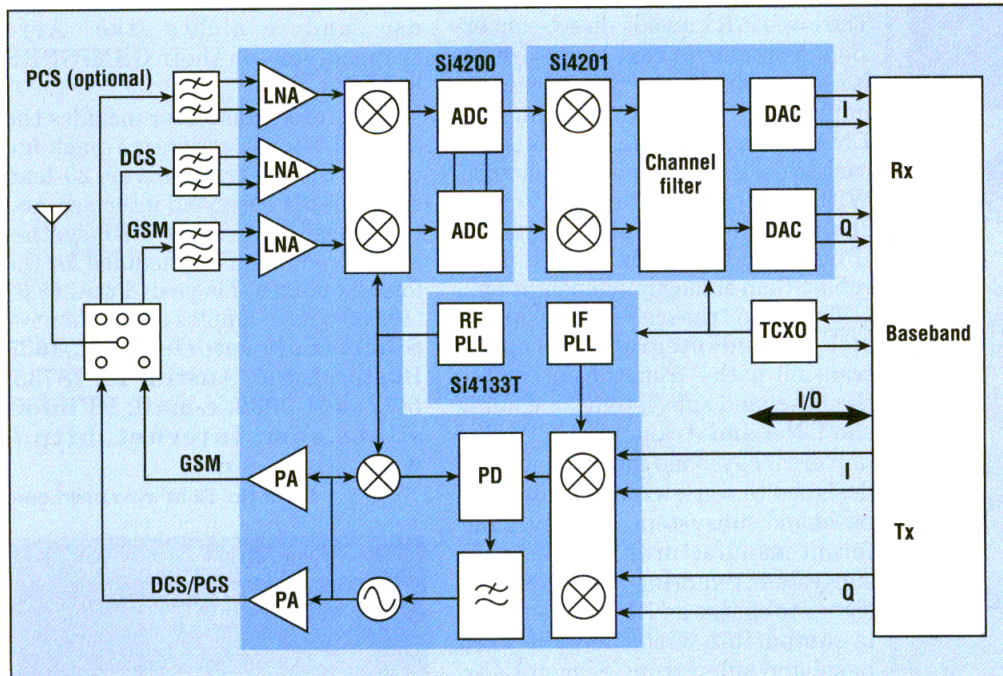 Si4200
Si4201
PCS (optional)
LNA
ADC
DAC
I
DCS
LNA
Channel
filter
Rx
GSM
LNA
ADC
DAC
Q
RF
PLL
IF
PLL
TCXO
Baseband
Si4133T
I/O
GSM
PA
PD
I
Tx
DCS/PCS
PA
Q